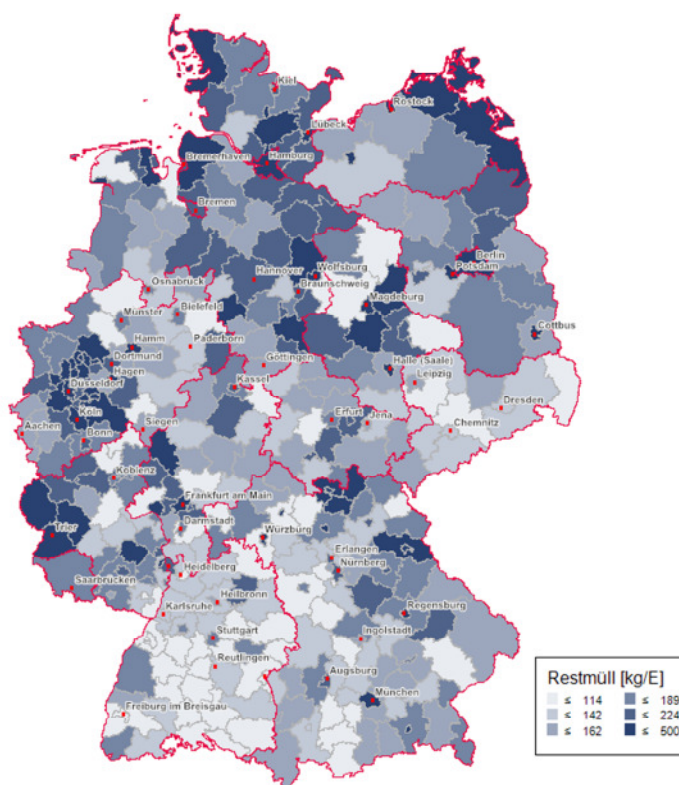 Kiel
Rostock
Lübeck
Bremerhaven
Hamburg
Bremen
Berlin
Hannover
Wolfsburg
Potsdam
Osnabrück
Braunschweig
Magdeburg
Münster
Bielefeld
Cottbus
Hamm
Paderborn
Dortmund
Göttingen
Halle (Saale)
Hagen
Leipzig
Düsseldorf
Kassel
Dresden
Köln
Erfurt
Jena
Siegen
Chemnitz
Aachen
Bonn
Koblenz
Frankfurt am Main
Darmstadt
Würzburg
Trier
Erlangen
Nürnberg
Heidelberg
Saarbrücken
Heilbronn
Regensburg
Karlsruhe
Stuttgart
Ingolstadt
Reutlingen
Augsburg
München
Freiburg im Breisgau
Restmüll [kg/E]
≤ 114 ≤ 189
≤ 142 ≤ 224
≤ 162 ≤ 500